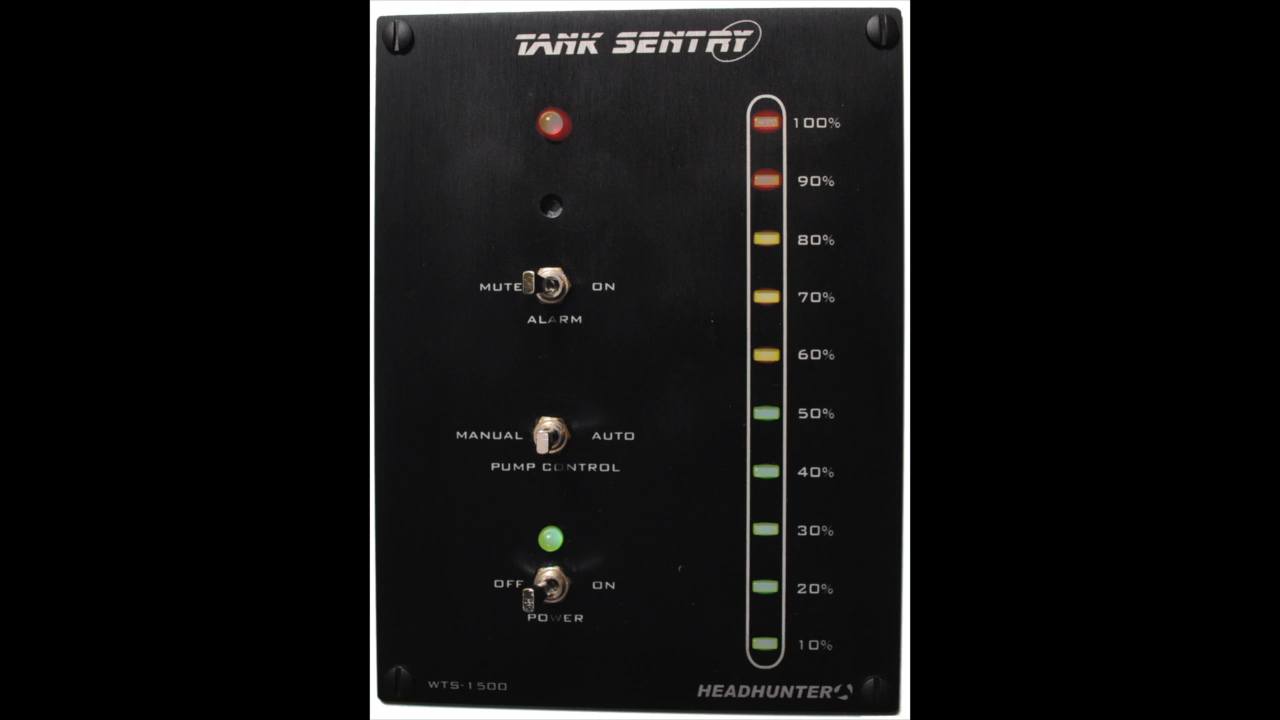 TANK SENTRY
100%
90%
80%
MUTE ON
70%
ALARM
60%
50%
MANUAL AUTO
PUMP CONTROL
40%
30%
OFF ON
20%
POWER
10%
WTS-1500
HEADHUNTER